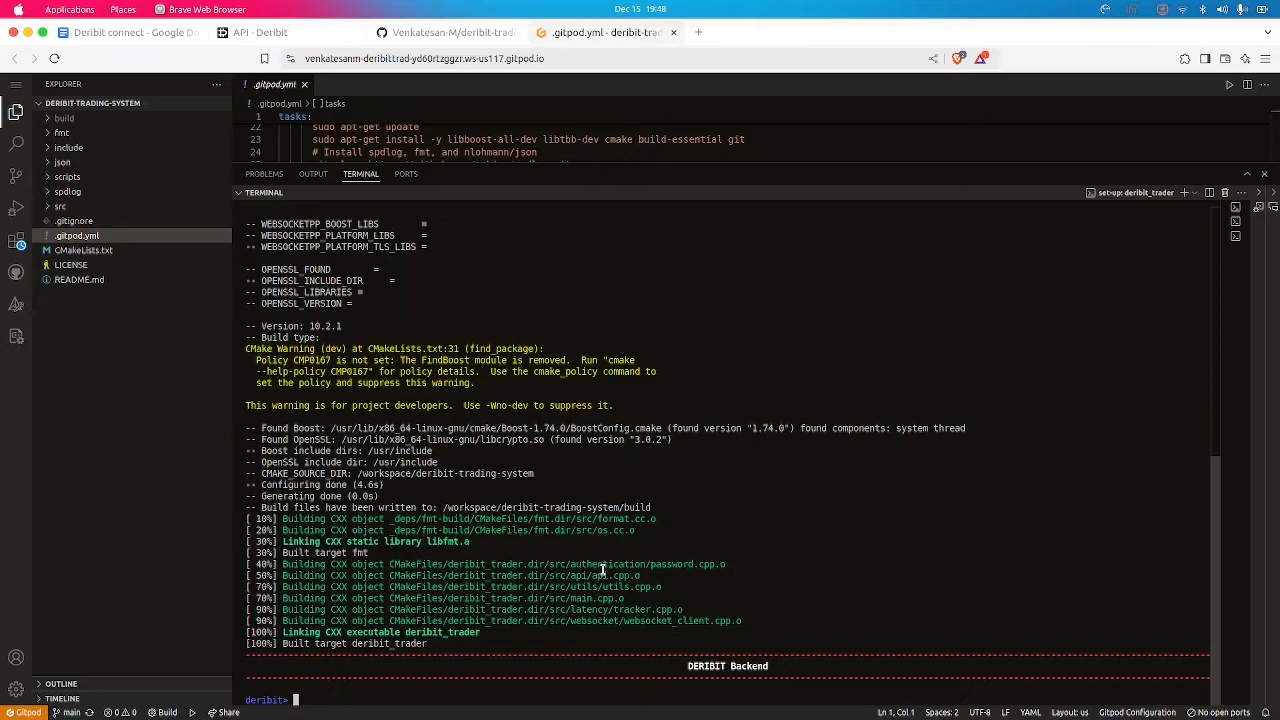 Applications Places Brave Web Browser Dec 15 19:48
Deribit connect - Google Do API - Deribit Venkatesan-M/deribit-tradi .gitpod.yml - deribit-trad
venkatesanm-deribittrad-yd60rtzggzr.ws-us117.gitpod.io
EXPLORER
DERIBIT-TRADING-SYSTEM
build
fmt
include
json
scripts
spdlog
src
.gitignore
.gitpod.yml
CMakeLists.txt
LICENSE
README.md
OUTLINE
TIMELINE
.gitpod.yml
.gitpod.yml > [ ] tasks
1 tasks:
22 sudo apt-get update
23 sudo apt-get install -y libboost-all-dev libtbb-dev cmake build-essential git
24 # Install spdlog, fmt, and nlohmann/json
PROBLEMS OUTPUT TERMINAL PORTS
TERMINAL set-up: deribit_trader
-- WEBSOCKETPP_BOOST_LIBS =
-- WEBSOCKETPP_PLATFORM_LIBS =
-- WEBSOCKETPP_PLATFORM_TLS_LIBS =
-- OPENSSL_FOUND =
-- OPENSSL_INCLUDE_DIR =
-- OPENSSL_LIBRARIES =
-- OPENSSL_VERSION =
-- Version: 10.2.1
-- Build type:
CMake Warning (dev) at CMakeLists.txt:31 (find_package):
Policy CMP0167 is not set: The FindBoost module is removed. Run "cmake
--help-policy CMP0167" for policy details. Use the cmake_policy command to
set the policy and suppress this warning.
This warning is for project developers. Use -Wno-dev to suppress it.
-- Found Boost: /usr/lib/x86_64-linux-gnu/cmake/Boost-1.74.0/BoostConfig.cmake (found version "1.74.0") found components: system thread
-- Found OpenSSL: /usr/lib/x86_64-linux-gnu/libcrypto.so (found version "3.0.2")
-- Boost include dirs: /usr/include
-- OpenSSL include dir: /usr/include
-- CMAKE_SOURCE_DIR: /workspace/deribit-trading-system
-- Configuring done (4.6s)
-- Generating done (0.0s)
-- Build files have been written to: /workspace/deribit-trading-system/build
[ 10%] Building CXX object _deps/fmt-build/CMakeFiles/fmt.dir/src/format.cc.o
[ 20%] Building CXX object _deps/fmt-build/CMakeFiles/fmt.dir/src/os.cc.o
[ 30%] Linking CXX static library libfmt.a
[ 30%] Built target fmt
[ 40%] Building CXX object CMakeFiles/deribit_trader.dir/src/authentication/password.cpp.o
[ 50%] Building CXX object CMakeFiles/deribit_trader.dir/src/api/api.cpp.o
[ 70%] Building CXX object CMakeFiles/deribit_trader.dir/src/utils/utils.cpp.o
[ 70%] Building CXX object CMakeFiles/deribit_trader.dir/src/main.cpp.o
[ 90%] Building CXX object CMakeFiles/deribit_trader.dir/src/latency/tracker.cpp.o
[ 90%] Building CXX object CMakeFiles/deribit_trader.dir/src/websocket/websocket_client.cpp.o
[100%] Linking CXX executable deribit_trader
[100%] Built target deribit_trader
DERIBIT Backend
deribit>
Gitpod main 0 0 Build Share Ln 1, Col 1 Spaces: 2 UTF-8 LF YAML Layout: us Gitpod Configuration No open ports